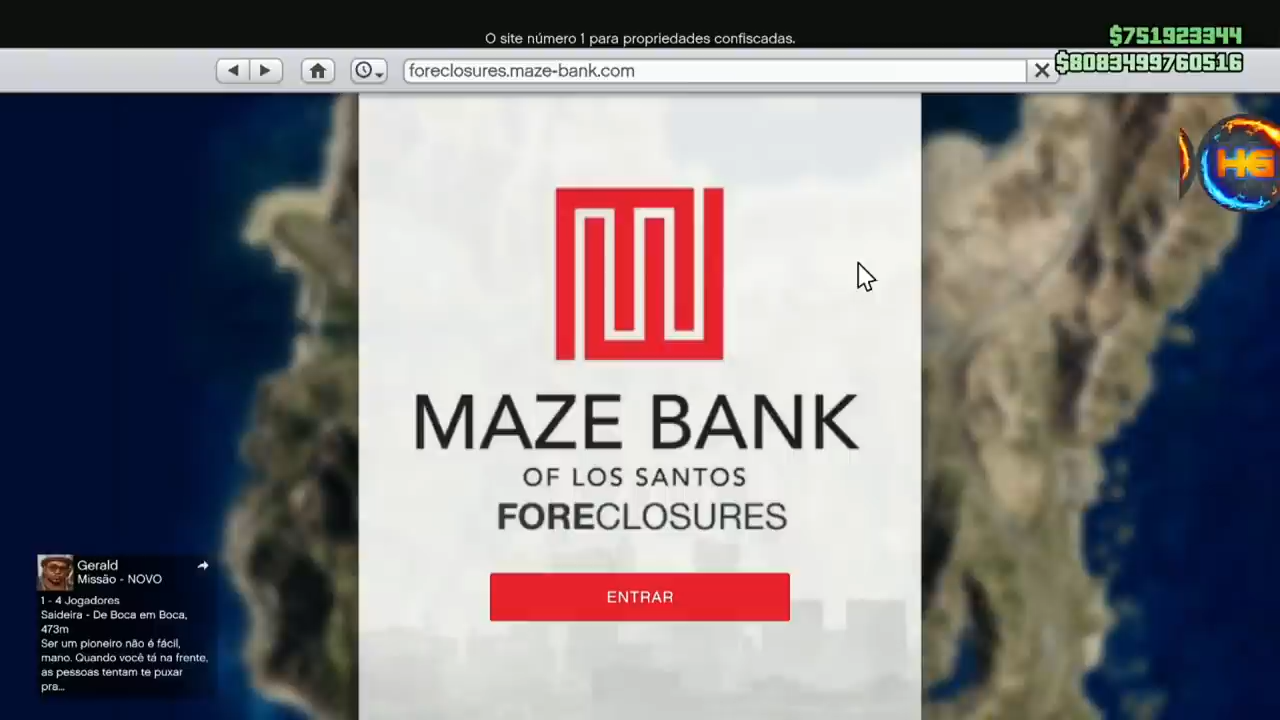 O site número 1 para propriedades confiscadas.
$751923344
$8083499760516
foreclosures.maze-bank.com
H6
MAZE BANK
OF LOS SANTOS
FORECLOSURES
ENTRAR
Gerald
Missão - NOVO
1 - 4 Jogadores
Saideira - De Boca em Boca,
473m
Ser um pioneiro não é fácil,
mano. Quando você tá na frente,
as pessoas tentam te puxar
pra...